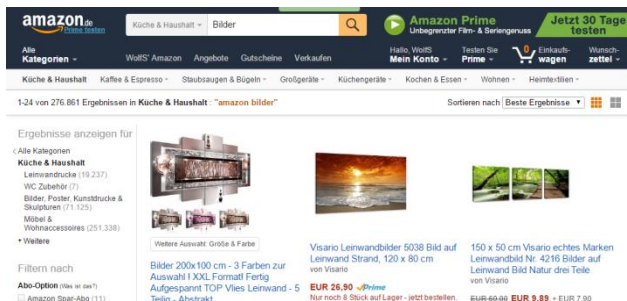 amazon.de
Prime testen
Küche & Haushalt
Bilder
Amazon Prime
Unbegrenzter Film- & Seriengenuss
Jetzt 30 Tage
testen
Alle
Kategorien
WolfS' Amazon
Angebote
Gutscheine
Verkaufen
Hallo, WolfS
Mein Konto
Testen Sie
Prime
0
Einkaufs-
wagen
Wunsch-
zettel
Küche & Haushalt
Kaffee & Espresso
Staubsaugen & Bügeln
Großgeräte
Küchengeräte
Kochen & Essen
Wohnen
Heimtextilien
1-24 von 276.861 Ergebnissen in Küche & Haushalt : "amazon bilder"
Sortieren nach Beste Ergebnisse
Ergebnisse anzeigen für
‹ Alle Kategorien
Küche & Haushalt
Leinwandrucke (19.237)
WC Zubehör (7)
Bilder, Poster, Kunstdrucke &
Skulpturen (71.125)
Möbel &
Wohnaccessoires (251.338)
+ Weitere
Filtern nach
Abo-Option (Was ist das?)
Amazon Spar-Abo (11)
Weitere Auswahl: Größe & Farbe
Bilder 200x100 cm - 3 Farben zur
Auswahl ! XXL Format! Fertig
Aufgespannt TOP Vlies Leinwand - 5
Teilig - Abstrakt
Visario Leinwandbilder 5038 Bild auf
Leinwand Strand, 120 x 80 cm
von Visario
EUR 26,90 Prime
Nur noch 8 Stück auf Lager - jetzt bestellen.
150 x 50 cm Visario echtes Marken
Leinwandbild Nr. 4216 Bilder auf
Leinwand Bild Natur drei Teile
von Visario
EUR 60,00 EUR 9,89 + EUR 7,90